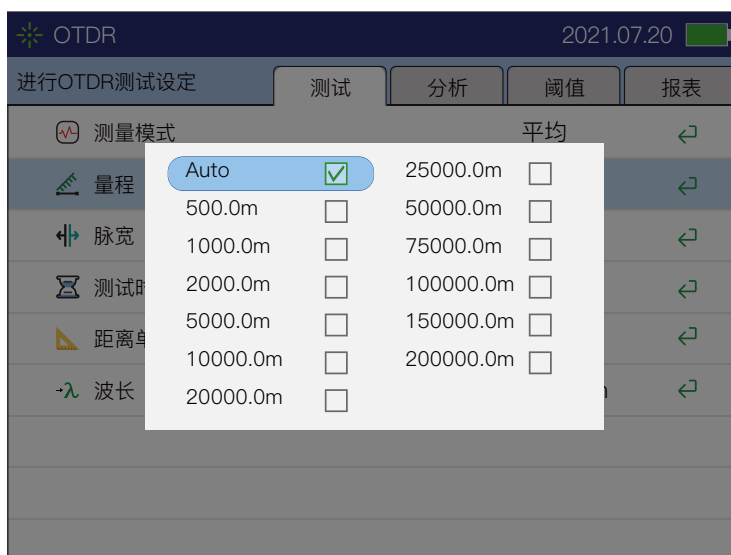 OTDR 2021.07.20
进行OTDR测试设定 测试 分析 阈值 报表
测量模式 平均
量程
脉宽
测试时
距离单
波长
Auto 25000.0m
500.0m 50000.0m
1000.0m 75000.0m
2000.0m 100000.0m
5000.0m 150000.0m
10000.0m 200000.0m
20000.0m